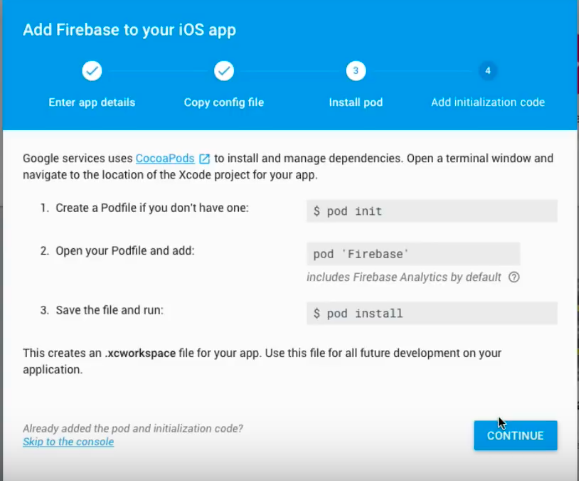 Add Firebase to your iOS app
3
4
Enter app details
Copy config file
Install pod
Add initialization code
Google services uses CocoaPods to install and manage dependencies. Open a terminal window and
navigate to the location of the Xcode project for your app.
1. Create a Podfile if you don't have one:
$ pod init
2. Open your Podfile and add:
pod 'Firebase'
includes Firebase Analytics by default ?
3. Save the file and run:
$ pod install
This creates an .xcworkspace file for your app. Use this file for all future development on your
application.
Already added the pod and initialization code?
Skip to the console
CONTINUE